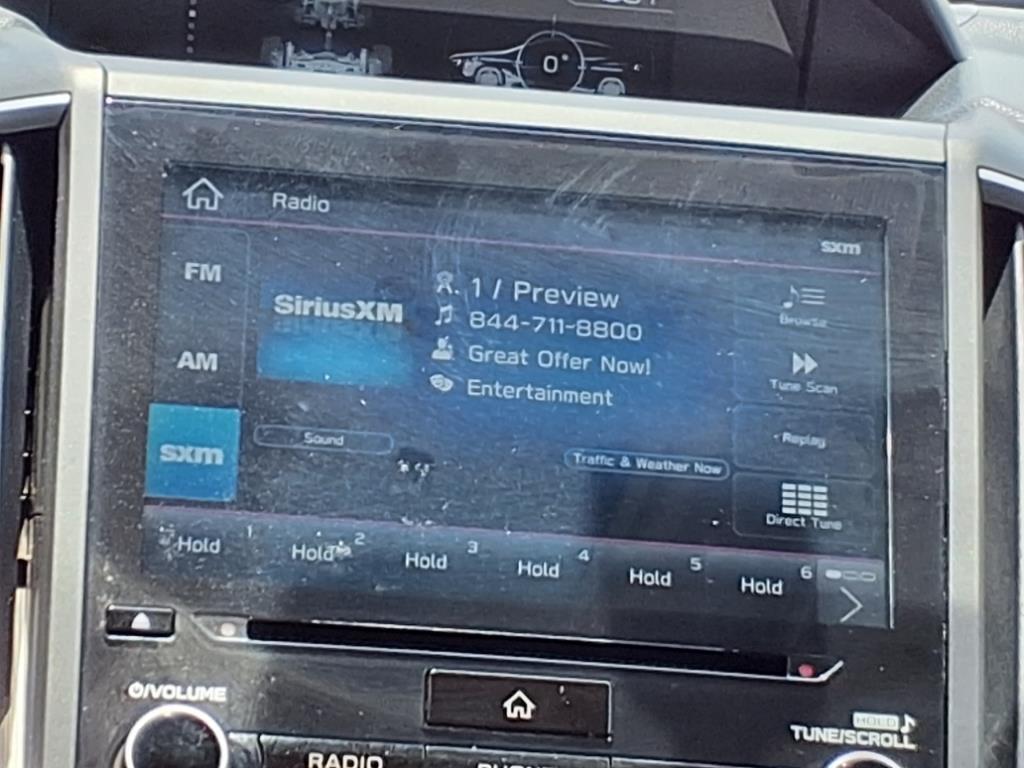 0°
Radio
sxm
FM
SiriusXM
1 / Preview
844-711-8800
Great Offer Now!
Entertainment
Browse
AM
Tune Scan
Replay
sxm
Sound
Traffic & Weather Now
Direct Tune
Hold 1
Hold 2
Hold 3
Hold 4
Hold 5
Hold 6
/VOLUME
HOLD
TUNE/SCROLL
RADIO